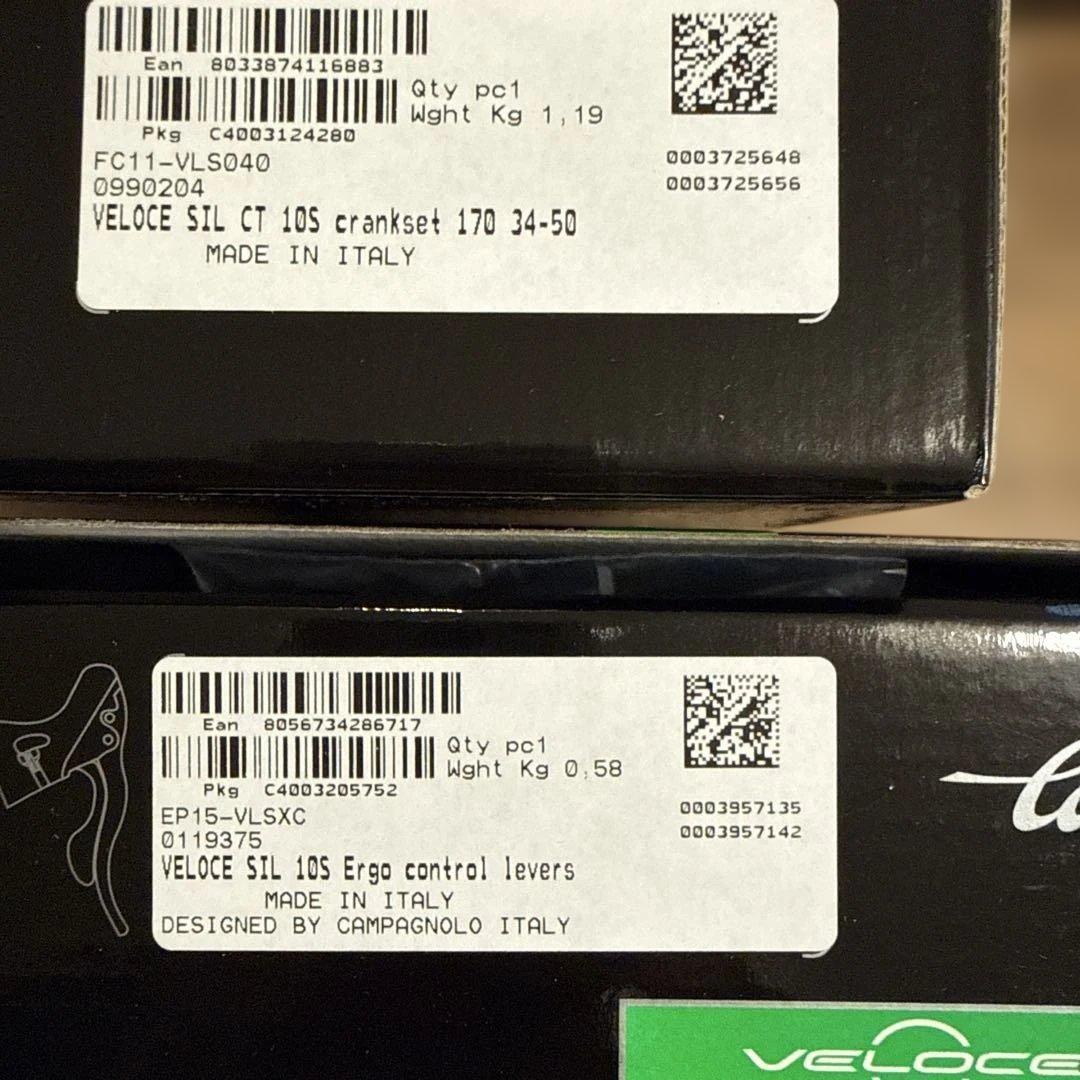 Ean 8033874116883
Qty pc1
Wght Kg 1,19
Pkg C4003124280
FC11-VLS040
0003725648
0990204
0003725656
VELOCE SIL CT 10S crankset 170 34-50
MADE IN ITALY
Ean 8056734286717
Qty pc1
Wght Kg 0,58
Pkg C4003205752
EP15-VLSXC
0003957135
0119375
0003957142
VELOCE SIL 10S Ergo control levers
MADE IN ITALY
DESIGNED BY CAMPAGNOLO ITALY
VELOCE